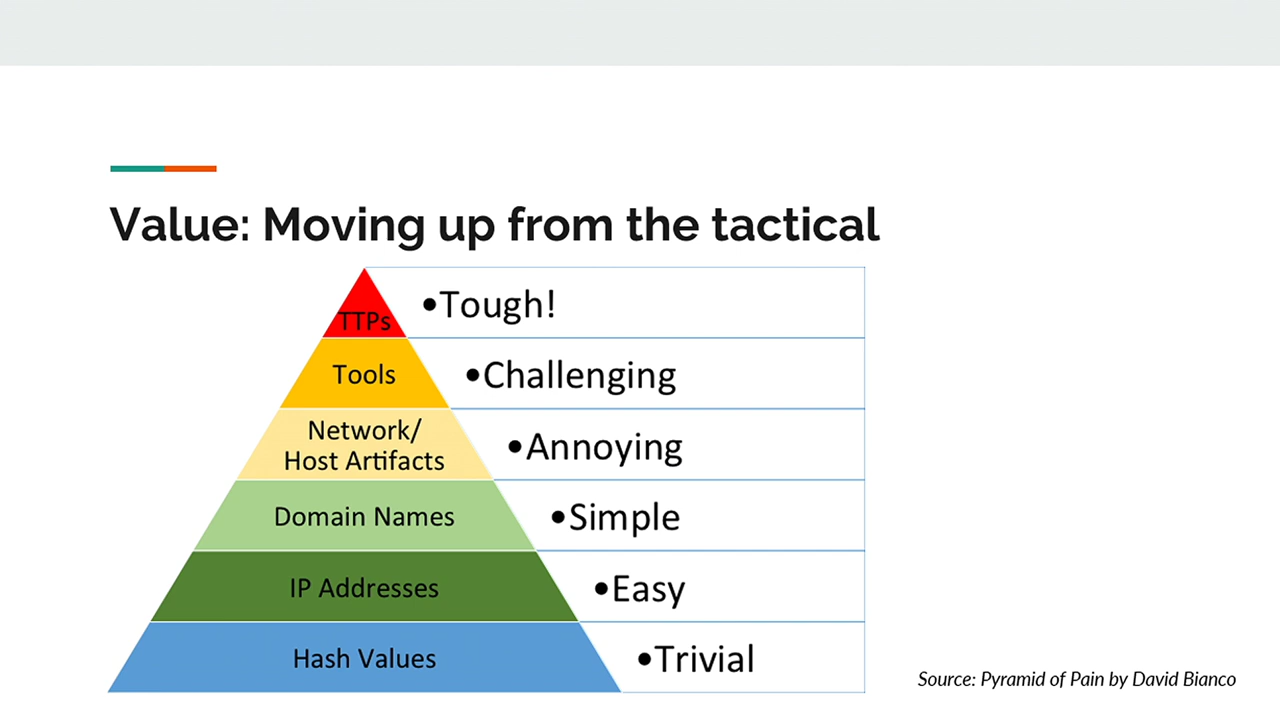 Value: Moving up from the tactical
TTPs
•Tough!
Tools
•Challenging
Network/
Host Artifacts
•Annoying
Domain Names
•Simple
IP Addresses
•Easy
Hash Values
•Trivial
Source: Pyramid of Pain by David Bianco